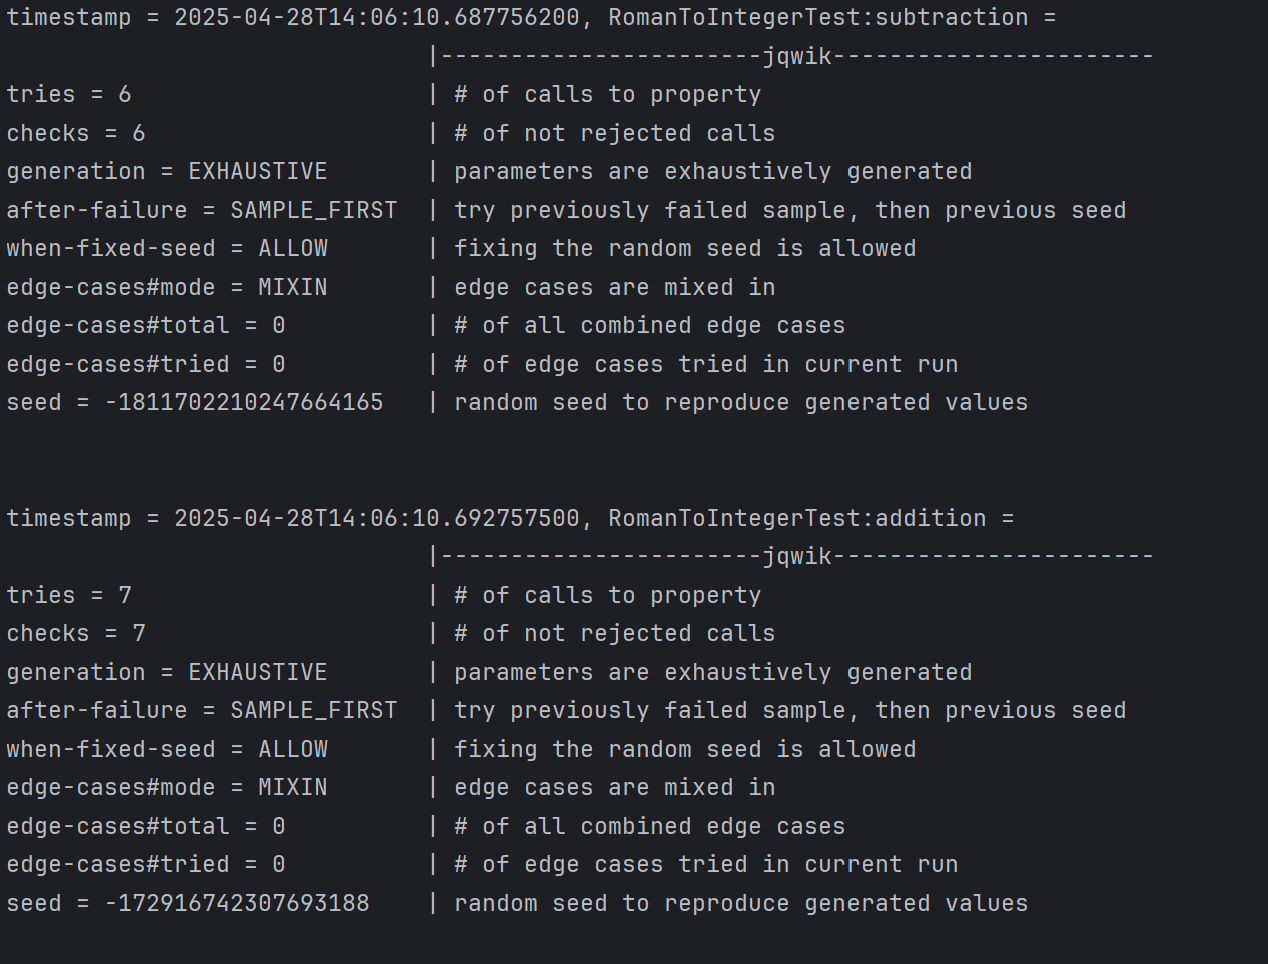 timestamp = 2025-04-28T14:06:10.687756200, RomanToIntegerTest:subtraction =
                              |-----------------------jqwik-----------------------
tries = 6                     | # of calls to property
checks = 6                    | # of not rejected calls
generation = EXHAUSTIVE       | parameters are exhaustively generated
after-failure = SAMPLE_FIRST  | try previously failed sample, then previous seed
when-fixed-seed = ALLOW       | fixing the random seed is allowed
edge-cases#mode = MIXIN       | edge cases are mixed in
edge-cases#total = 0          | # of all combined edge cases
edge-cases#tried = 0          | # of edge cases tried in current run
seed = -1811702210247664165   | random seed to reproduce generated values
timestamp = 2025-04-28T14:06:10.692757500, RomanToIntegerTest:addition =
                              |-----------------------jqwik-----------------------
tries = 7                     | # of calls to property
checks = 7                    | # of not rejected calls
generation = EXHAUSTIVE       | parameters are exhaustively generated
after-failure = SAMPLE_FIRST  | try previously failed sample, then previous seed
when-fixed-seed = ALLOW       | fixing the random seed is allowed
edge-cases#mode = MIXIN       | edge cases are mixed in
edge-cases#total = 0          | # of all combined edge cases
edge-cases#tried = 0          | # of edge cases tried in current run
seed = -172916742307693188    | random seed to reproduce generated values